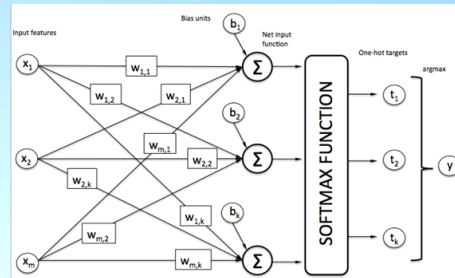 Bias units
b1
Input features
Net input
function
One-hot targets
argmax
x1
w1,1
Σ
t1
w1,2
w2,1
b2
wm,1
x2
w2,2
Σ
t2
y
w2,k
bk
SOFTMAX FUNCTION
w1,k
wm,2
xm
wm,k
Σ
tk